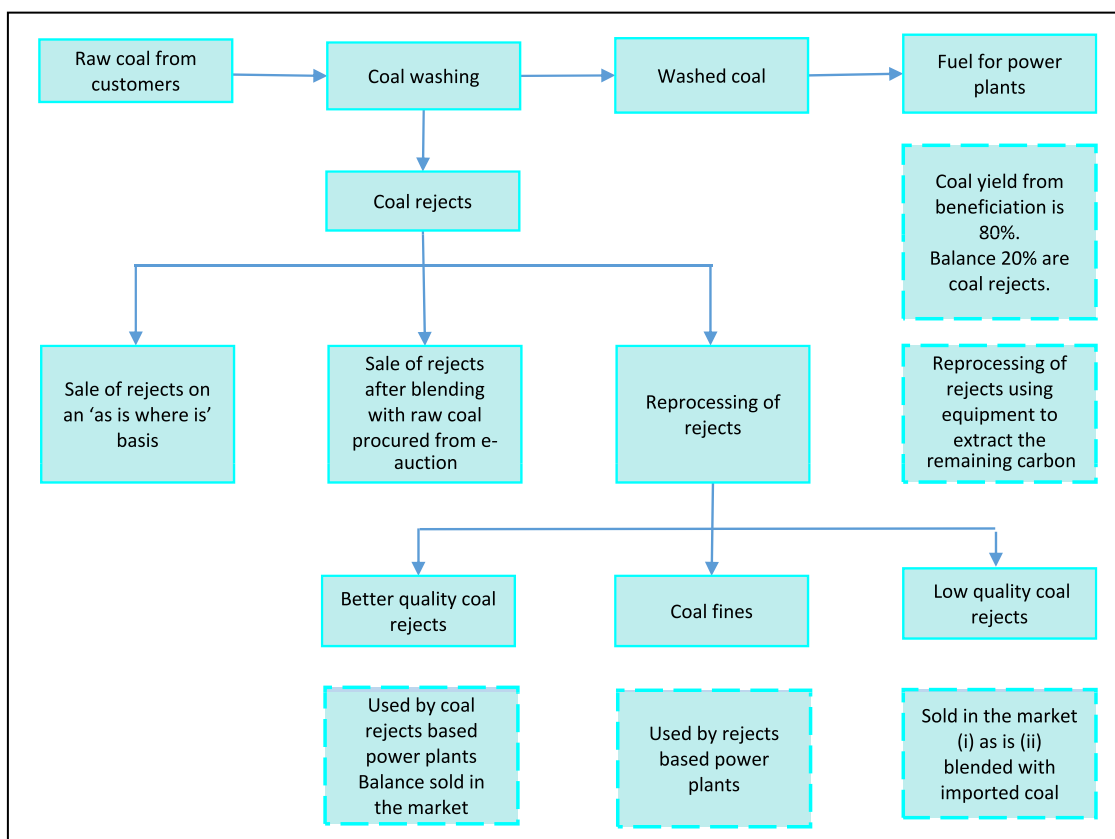 Raw coal from
customers
Coal washing
Washed coal
Fuel for power
plants
Coal rejects
Coal yield from
beneficiation is
80%.
Balance 20% are
coal rejects.
Sale of rejects on
an ‘as is where is’
basis
Sale of rejects
after blending
with raw coal
procured from e-
auction
Reprocessing of
rejects
Reprocessing of
rejects using
equipment to
extract the
remaining carbon
Better quality coal
rejects
Coal fines
Low quality coal
rejects
Used by coal
rejects based
power plants
Balance sold in
the market
Used by rejects
based power
plants
Sold in the market
(i) as is (ii)
blended with
imported coal